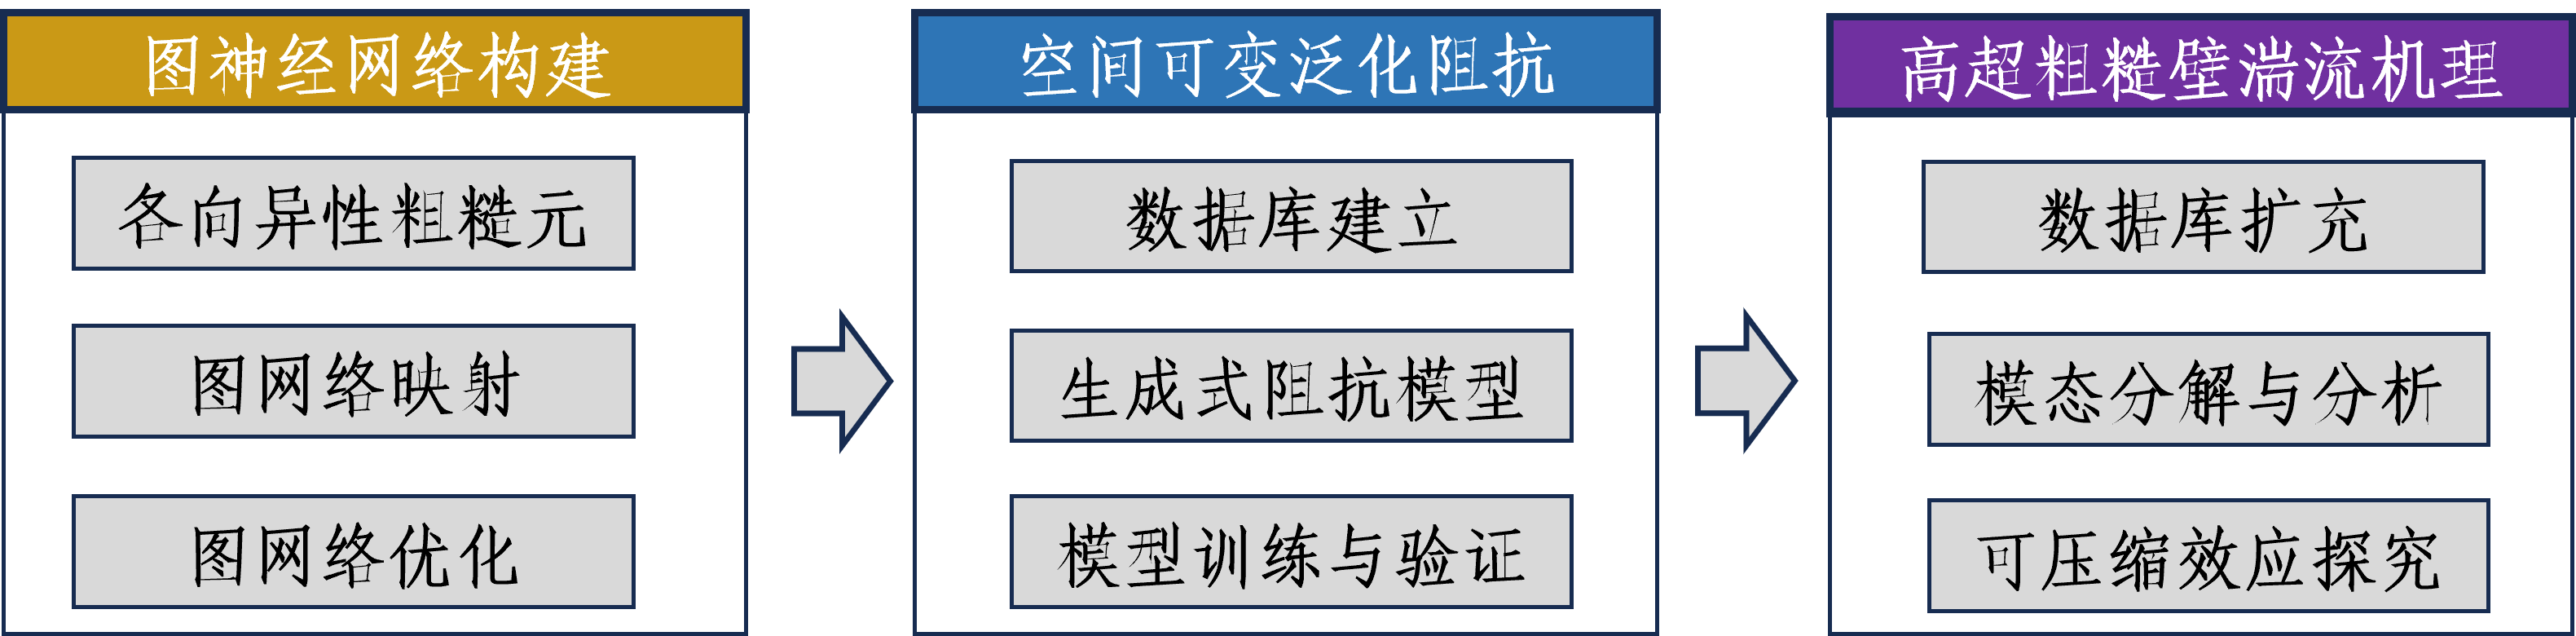 图神经网络构建
各向异性粗糙元
图网络映射
图网络优化
空间可变泛化阻抗
数据库建立
生成式阻抗模型
模型训练与验证
高超粗糙壁湍流机理
数据库扩充
模态分解与分析
可压缩效应探究